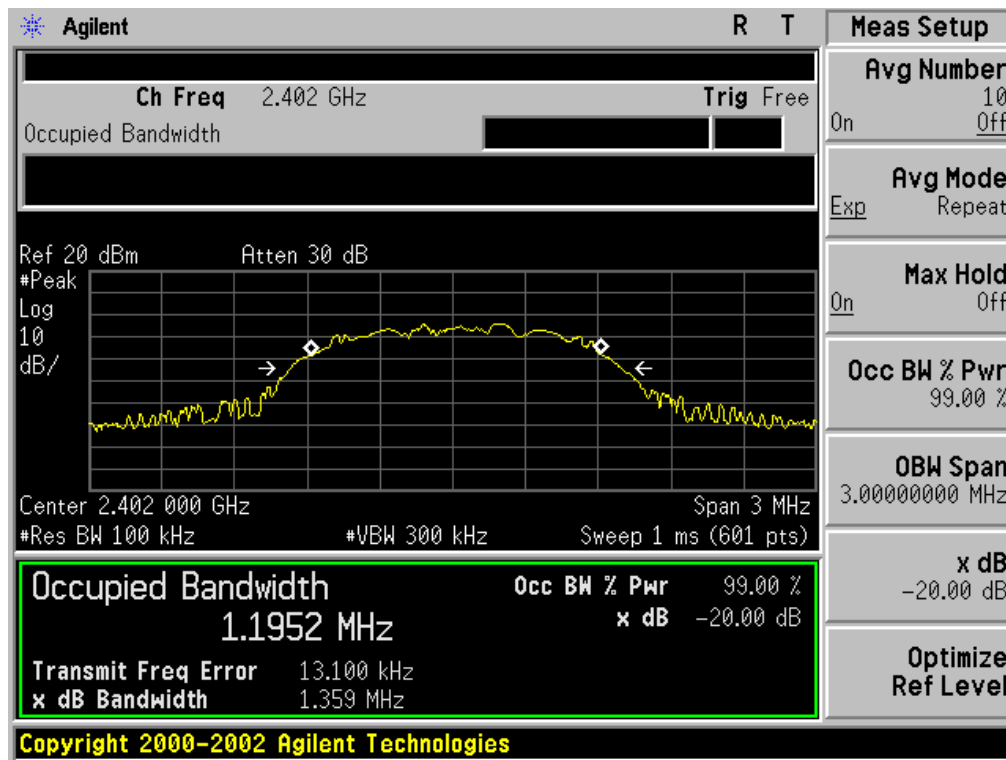 Agilent R T
Ch Freq 2.402 GHz Trig Free
Occupied Bandwidth
Ref 20 dBm Atten 30 dB
#Peak
Log
10
dB/
Center 2.402 000 GHz Span 3 MHz
#Res BW 100 kHz #VBW 300 kHz Sweep 1 ms (601 pts)
Occupied Bandwidth Occ BW % Pwr 99.00 %
1.1952 MHz x dB -20.00 dB
Transmit Freq Error 13.100 kHz
x dB Bandwidth 1.359 MHz
Copyright 2000-2002 Agilent Technologies
Meas Setup
Avg Number
10
On Off
Avg Mode
Exp Repeat
Max Hold
On Off
Occ BW % Pwr
99.00 %
OBW Span
3.00000000 MHz
x dB
-20.00 dB
Optimize
Ref Level